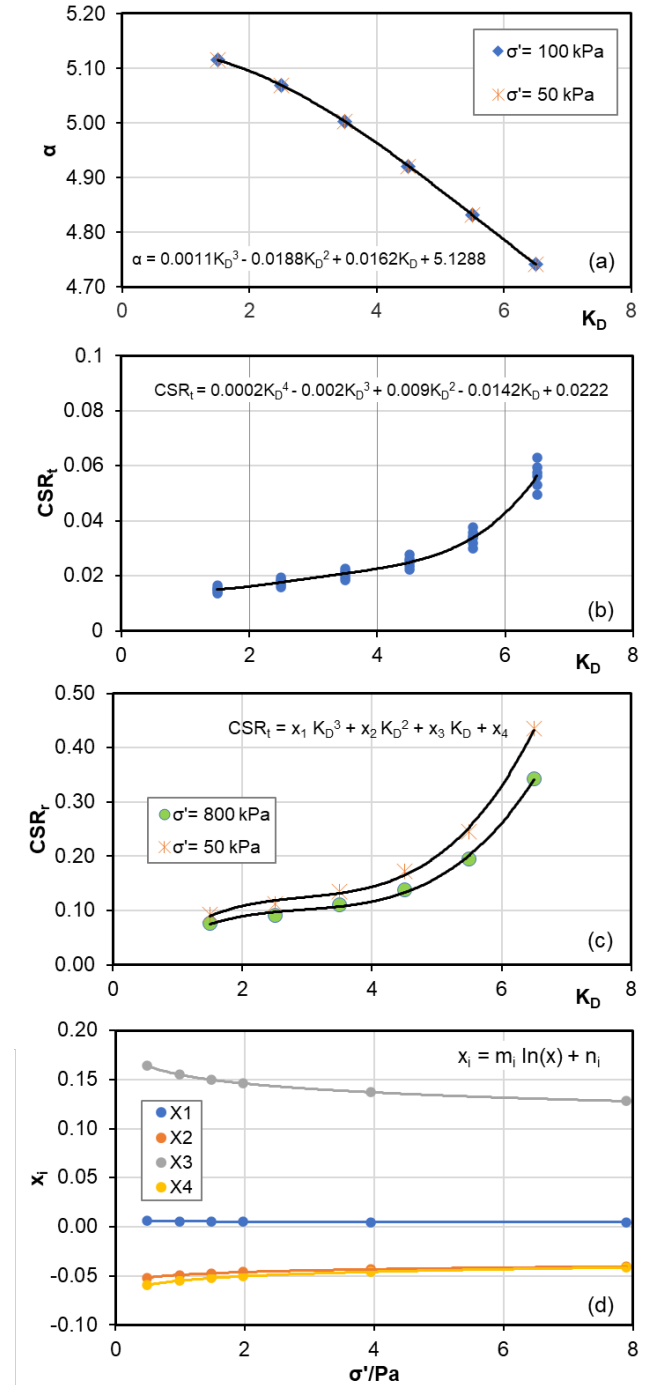 5.20
5.10
5.00
4.90
4.80
4.70
α
σ'= 100 kPa
σ'= 50 kPa
α = 0.0011K_D^3 - 0.0188K_D^2 + 0.0162K_D + 5.1288
(a)
0 2 4 6 8
K_D
0.1
0.08
0.06
0.04
0.02
0
CSR_t
CSR_t = 0.0002K_D^4 - 0.002K_D^3 + 0.009K_D^2 - 0.0142K_D + 0.0222
(b)
0 2 4 6 8
K_D
0.50
0.40
0.30
0.20
0.10
0.00
CSR_r
CSR_t = x_1 K_D^3 + x_2 K_D^2 + x_3 K_D + x_4
σ'= 800 kPa
σ'= 50 kPa
(c)
0 2 4 6 8
K_D
0.20
0.15
0.10
0.05
0.00
-0.05
-0.10
x_i
x_i = m_i ln(x) + n_i
X1
X2
X3
X4
(d)
0 1 2 3 4 5 6 7 8
σ'/Pa